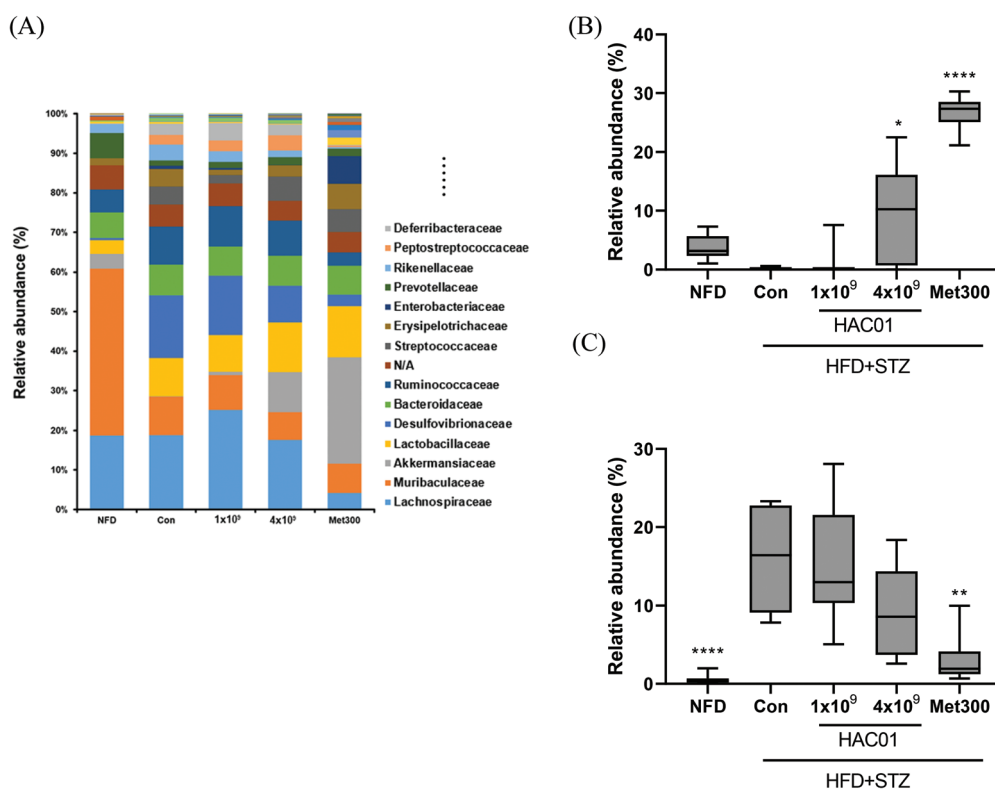 (A)
Relative abundance (%)
100%
90%
80%
70%
60%
50%
40%
30%
20%
10%
0%
NFD Con 1x10⁹ 4x10⁹ Met300
Deferribacteraceae
Peptostreptococcaceae
Rikenellaceae
Prevotellaceae
Enterobacteriaceae
Erysipelotrichaceae
Streptococcaceae
N/A
Ruminococcaceae
Bacteroidaceae
Desulfovibrionaceae
Lactobacillaceae
Akkermansiaceae
Muribaculaceae
Lachnospiraceae
(B)
Relative abundance (%)
40
30
20
10
0
*
****
NFD Con 1x10⁹ 4x10⁹ Met300
HAC01
HFD+STZ
(C)
Relative abundance (%)
30
20
10
0
****
**
NFD Con 1x10⁹ 4x10⁹ Met300
HAC01
HFD+STZ